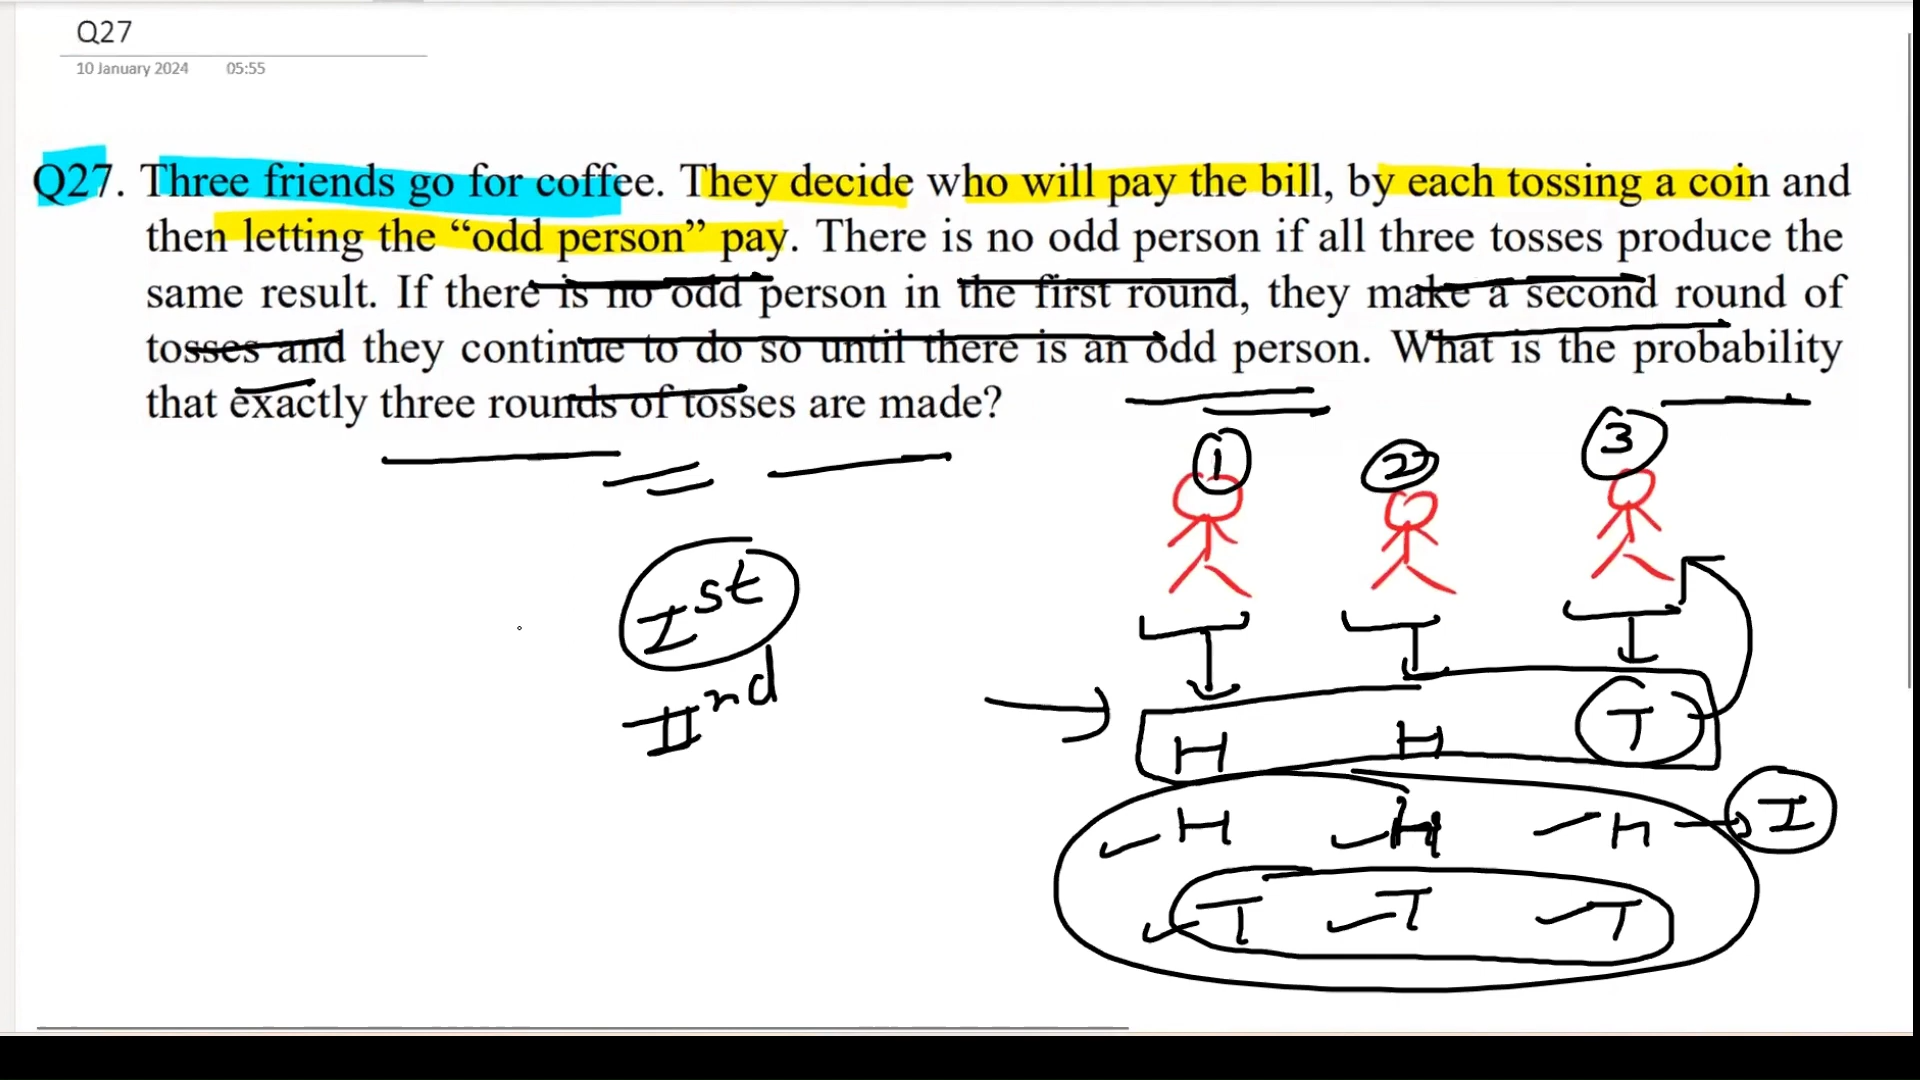 Q27
10 January 2024 05:55
Q27. Three friends go for coffee. They decide who will pay the bill, by each tossing a coin and
then letting the “odd person” pay. There is no odd person if all three tosses produce the
same result. If there is no odd person in the first round, they make a second round of
tosses and they continue to do so until there is an odd person. What is the probability
that exactly three rounds of tosses are made?
1 2 3
Ist
IInd
H H T
H H H I
T T T